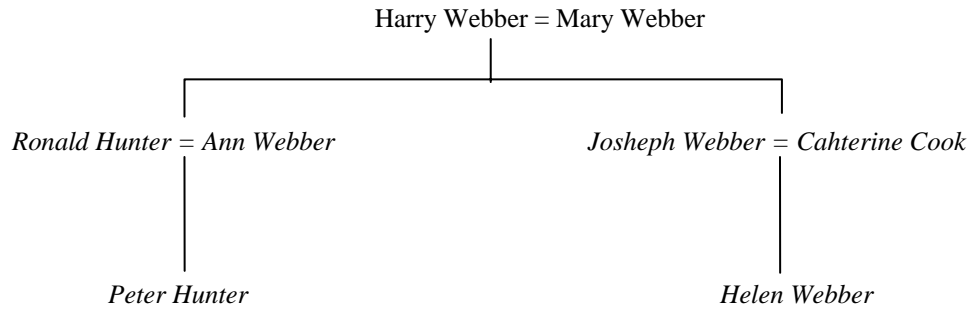 Harry Webber = Mary Webber
Ronald Hunter = Ann Webber
Josheph Webber = Cahterine Cook
Peter Hunter
Helen Webber